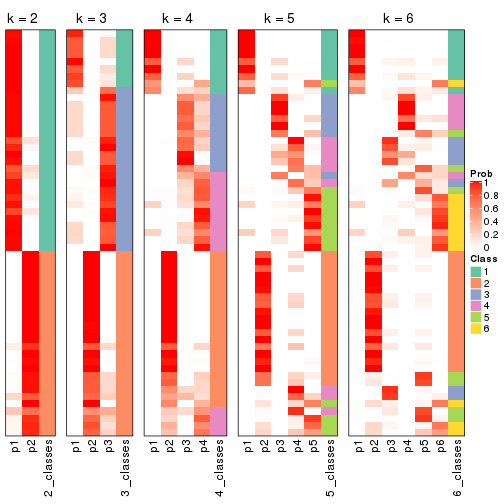 k = 2
k = 3
k = 4
k = 5
k = 6
p1
p2
2_classes
p1
p2
p3
3_classes
p1
p2
p3
p4
4_classes
p1
p2
p3
p4
p5
5_classes
p1
p2
p3
p4
p5
p6
6_classes
Prob
1
0.8
0.6
0.4
0.2
0
Class
1
2
3
4
5
6